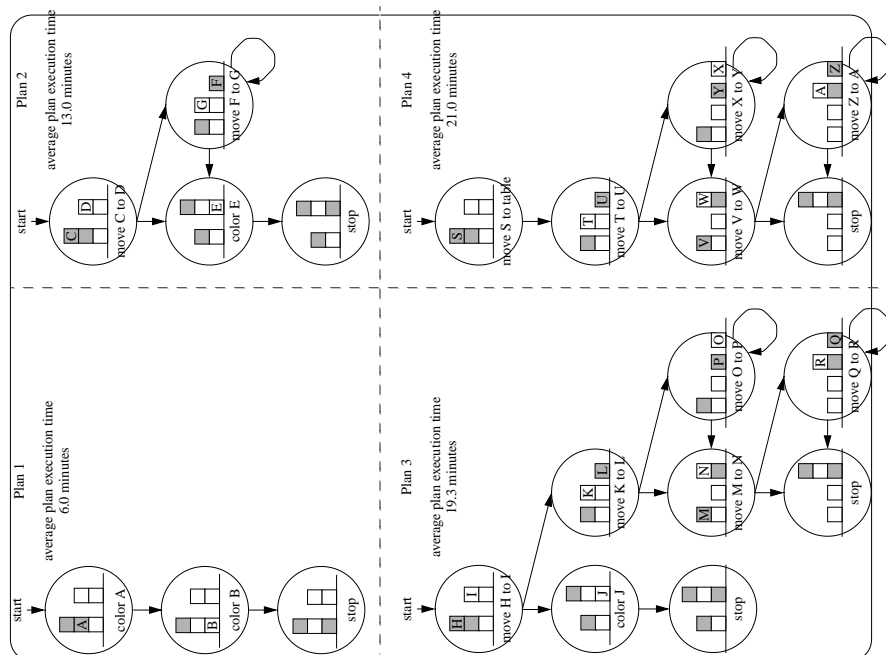 Plan 1
average plan execution time
6.0 minutes
start
A
color A
B
color B
stop
Plan 2
average plan execution time
13.0 minutes
start
C
D
move C to D
G
F
move F to G
E
color E
stop
Plan 3
average plan execution time
19.3 minutes
start
H
I
move H to I
K
L
move K to L
P
O
move O to P
J
color J
M
N
move M to N
R
Q
move Q to R
stop
stop
Plan 4
average plan execution time
21.0 minutes
start
S
move S to table
T
U
move T to U
Y
X
move X to Y
V
W
move V to W
A
Z
move Z to A
stop